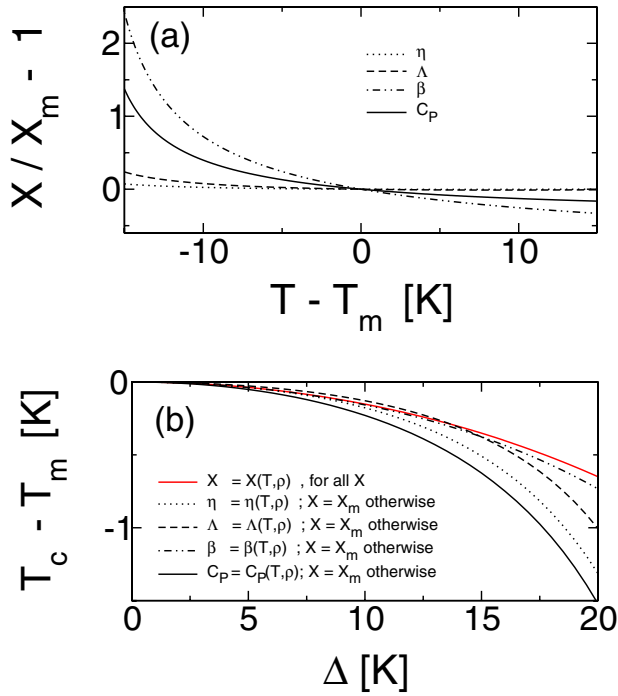 (a)
η
Λ
β
C_P
2
1
0
X / X_m - 1
-10
0
10
T - T_m [K]
(b)
0
-1
T_c - T_m [K]
X = X(T,ρ) , for all X
η = η(T,ρ) ; X = X_m otherwise
Λ = Λ(T,ρ) ; X = X_m otherwise
β = β(T,ρ) ; X = X_m otherwise
C_P = C_P(T,ρ); X = X_m otherwise
0
5
10
15
20
Δ [K]